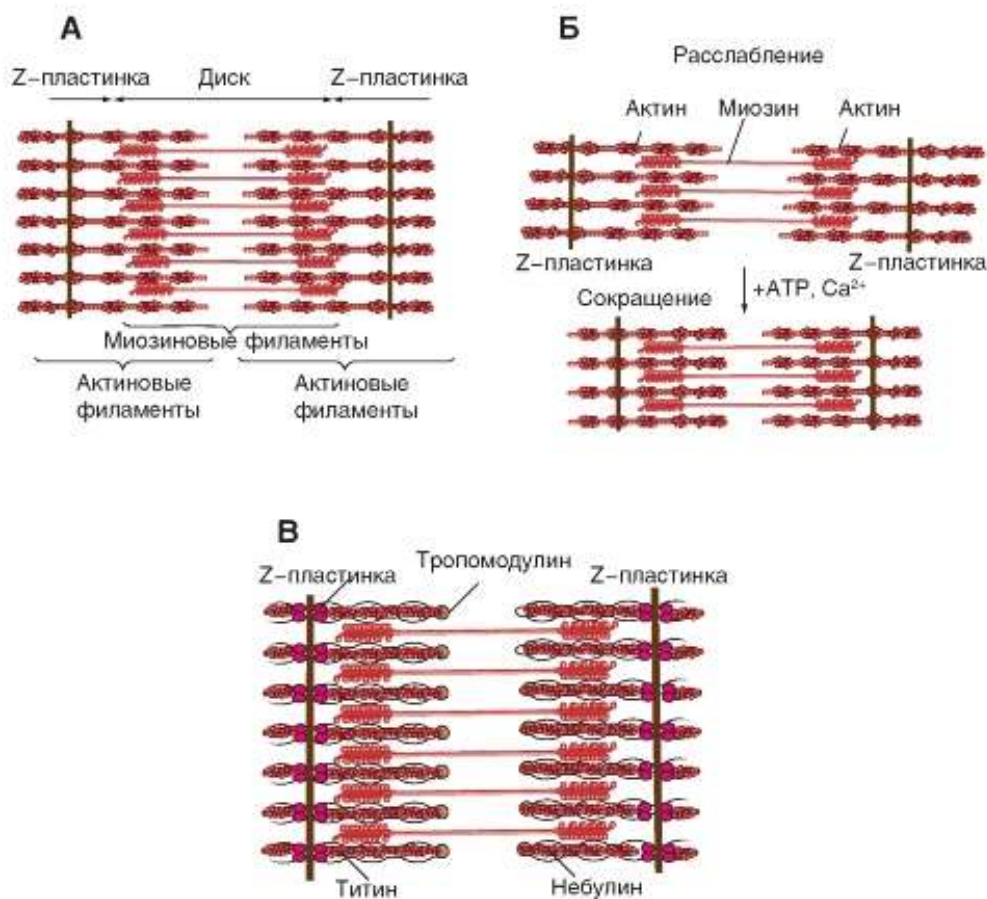 А
Z–пластинка Диск Z–пластинка
Миозиновые филаменты
Актиновые филаменты
Актиновые филаменты
Б
Расслабление
Актин Миозин Актин
Z–пластинка Z–пластинка
+АТР, Ca²⁺
Сокращение
В
Тропомодулин
Z–пластинка Z–пластинка
Титин Небулин